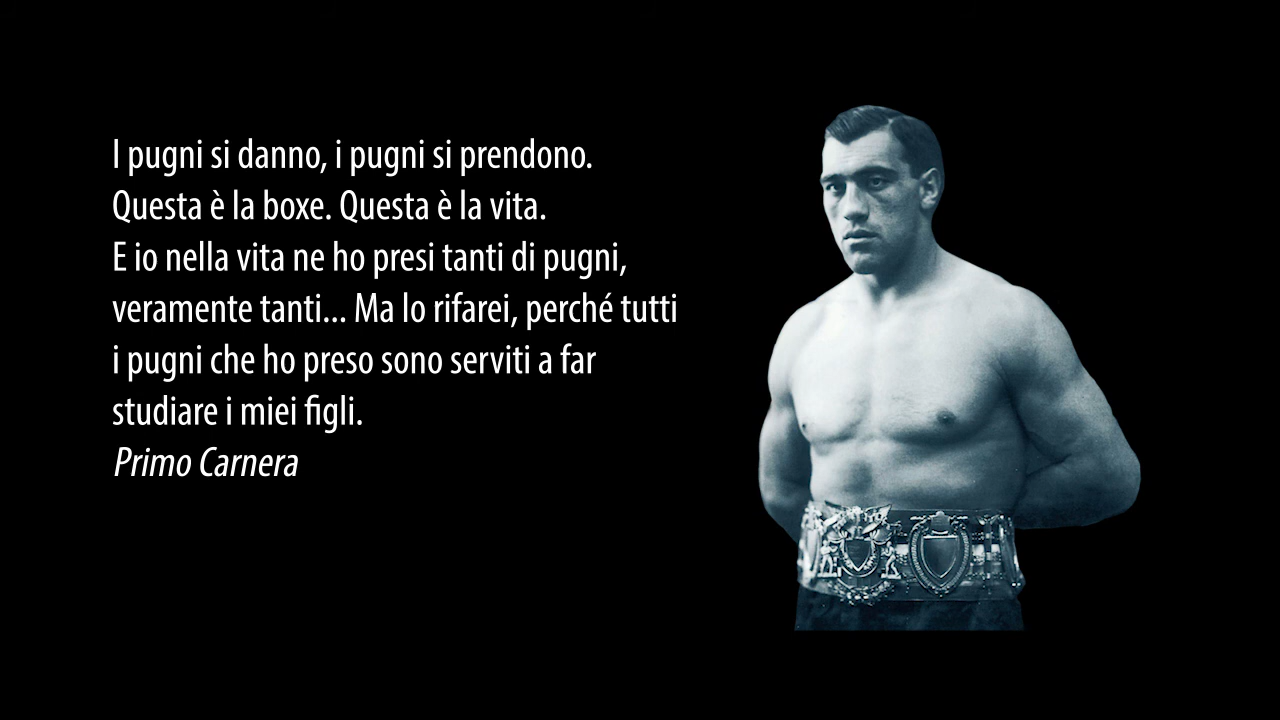 I pugni si danno, i pugni si prendono.
Questa è la boxe. Questa è la vita.
E io nella vita ne ho presi tanti di pugni,
veramente tanti... Ma lo rifarei, perché tutti
i pugni che ho preso sono serviti a far
studiare i miei figli.
Primo Carnera